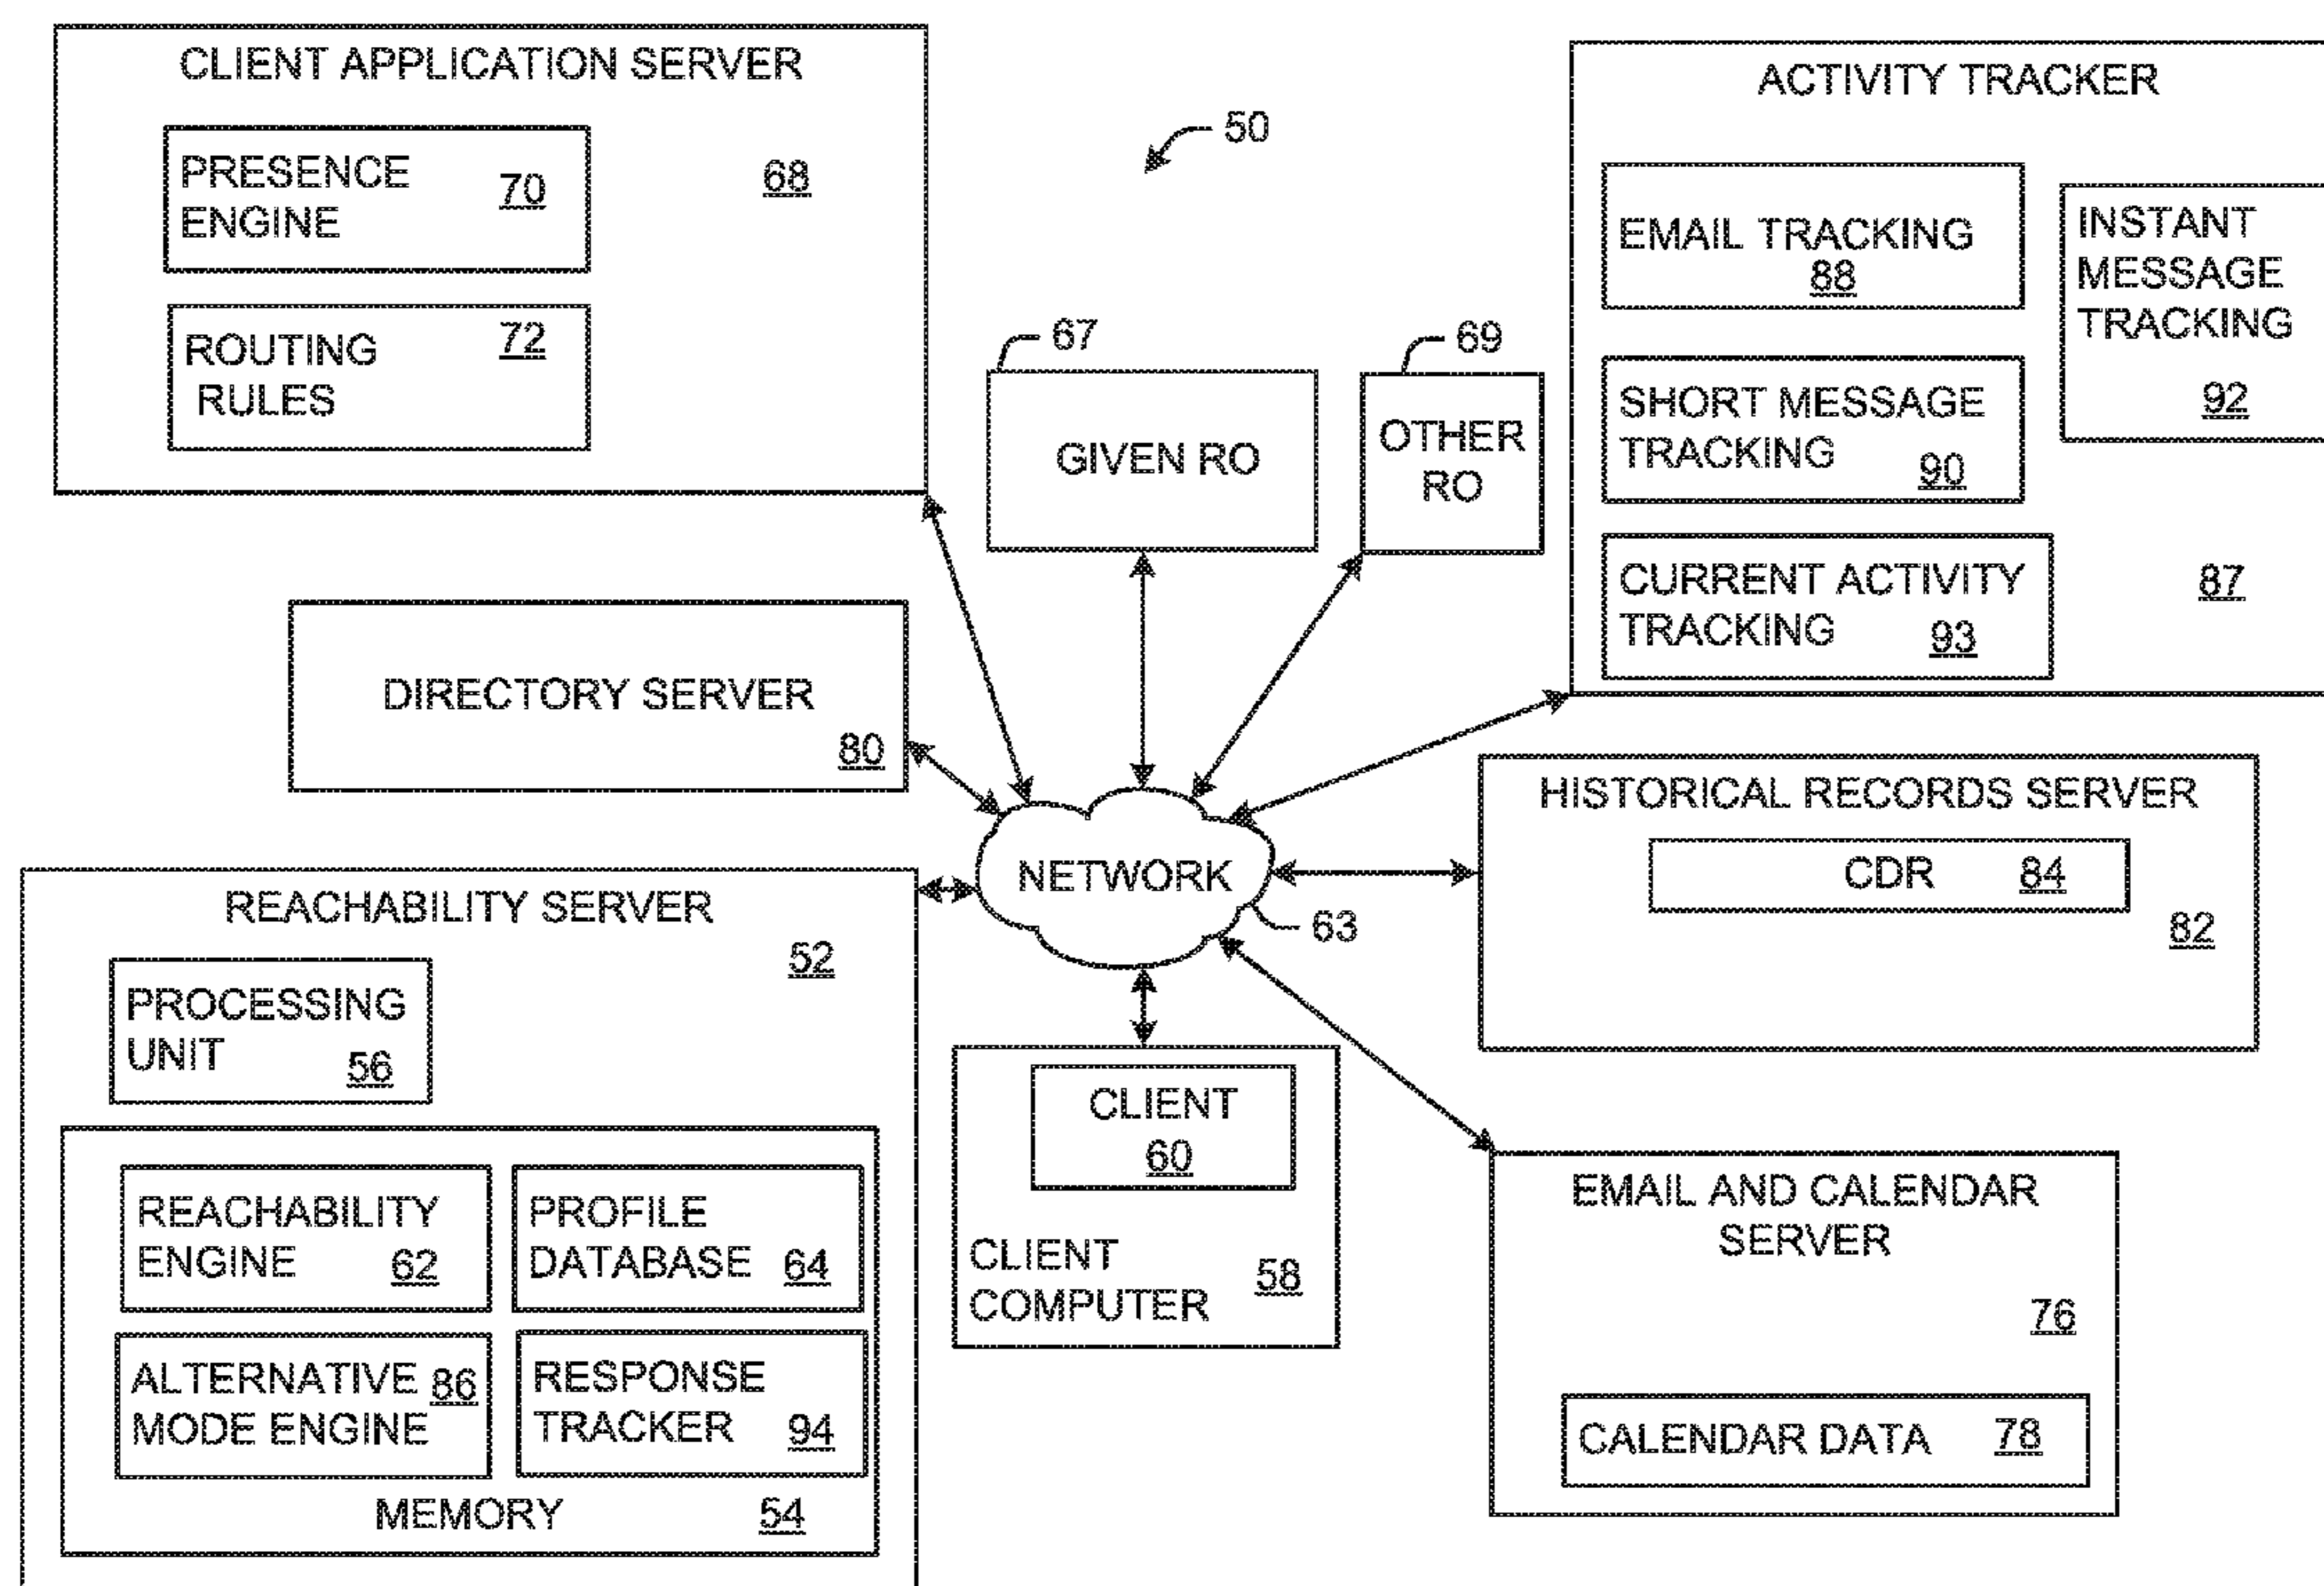 CLIENT APPLICATION SERVER
PRESENCE
ENGINE
70
68
ROUTING
RULES
72
50
67
GIVEN RO
69
OTHER
RO
ACTIVITY TRACKER
EMAIL TRACKING
88
INSTANT
MESSAGE
TRACKING
92
SHORT MESSAGE
TRACKING
90
CURRENT ACTIVITY
TRACKING
93
87
DIRECTORY SERVER
80
NETWORK
63
HISTORICAL RECORDS SERVER
CDR 84
82
REACHABILITY SERVER
52
PROCESSING
UNIT
56
REACHABILITY
ENGINE 62
PROFILE
DATABASE 64
ALTERNATIVE 86
MODE ENGINE
RESPONSE
TRACKER 94
MEMORY 54
CLIENT
60
CLIENT
COMPUTER
58
EMAIL AND CALENDAR
SERVER
76
CALENDAR DATA 78